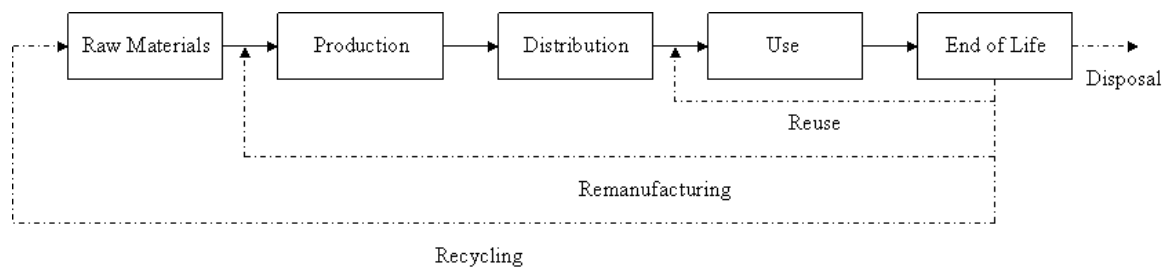 Raw Materials
Production
Distribution
Use
End of Life
Disposal
Reuse
Remanufacturing
Recycling